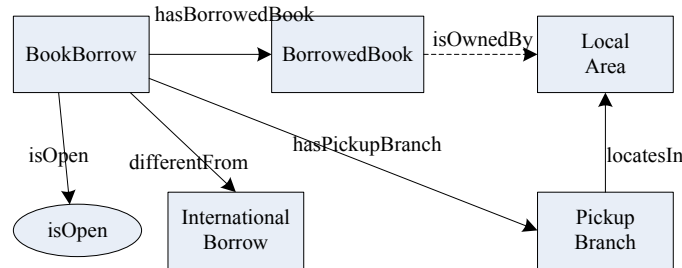 hasBorrowedBook
BookBorrow
BorrowedBook
isOwnedBy
Local
Area
isOpen
differentFrom
hasPickupBranch
locatesIn
isOpen
International
Borrow
Pickup
Branch